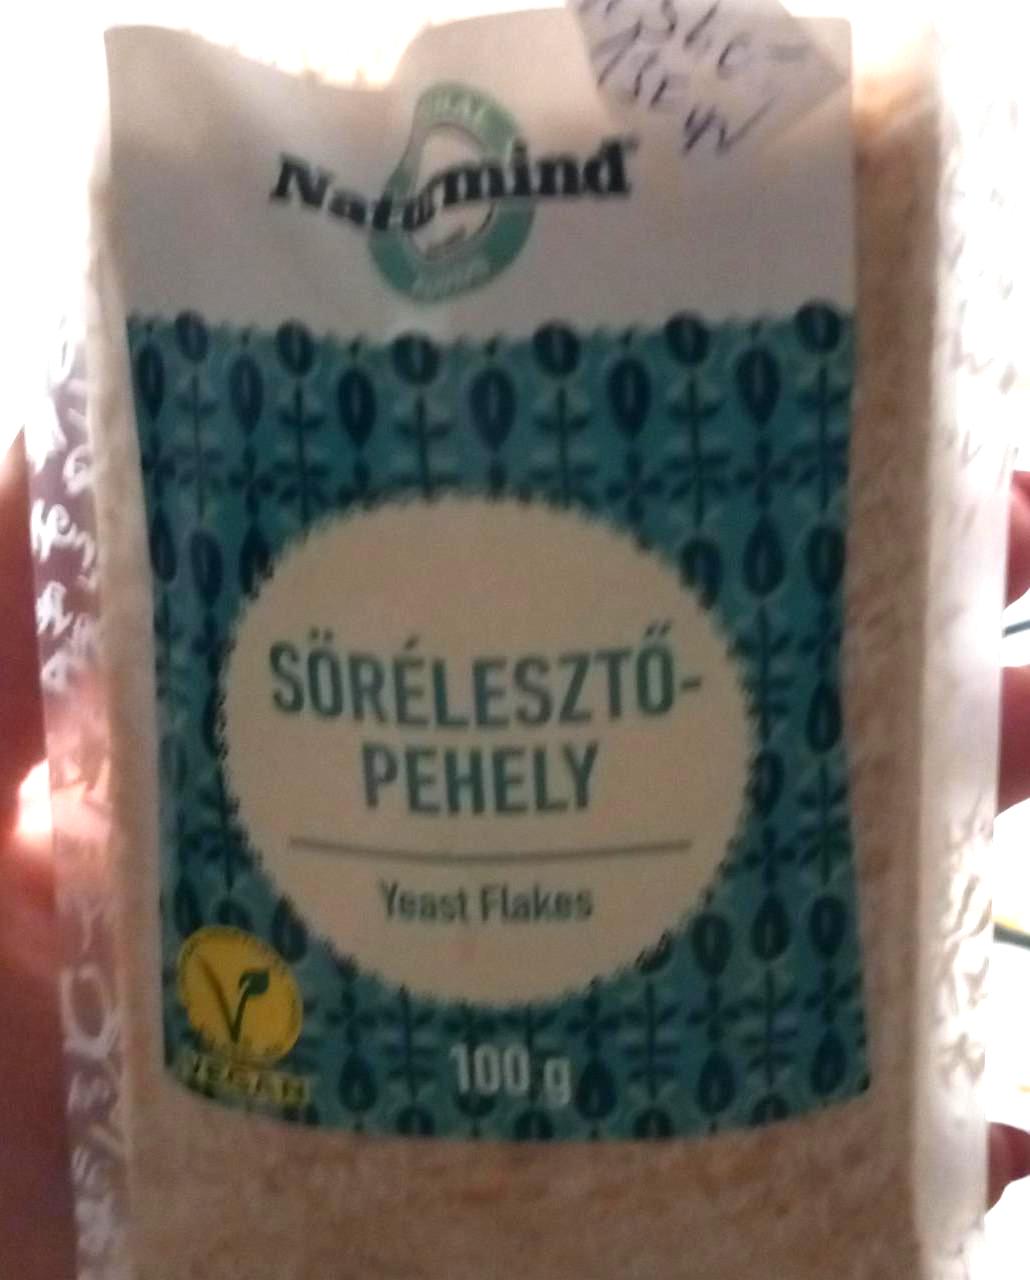 Naturmind
SÖRÉLESZTŐ-
PEHELY
Yeast Flakes
VEGAN
100 g